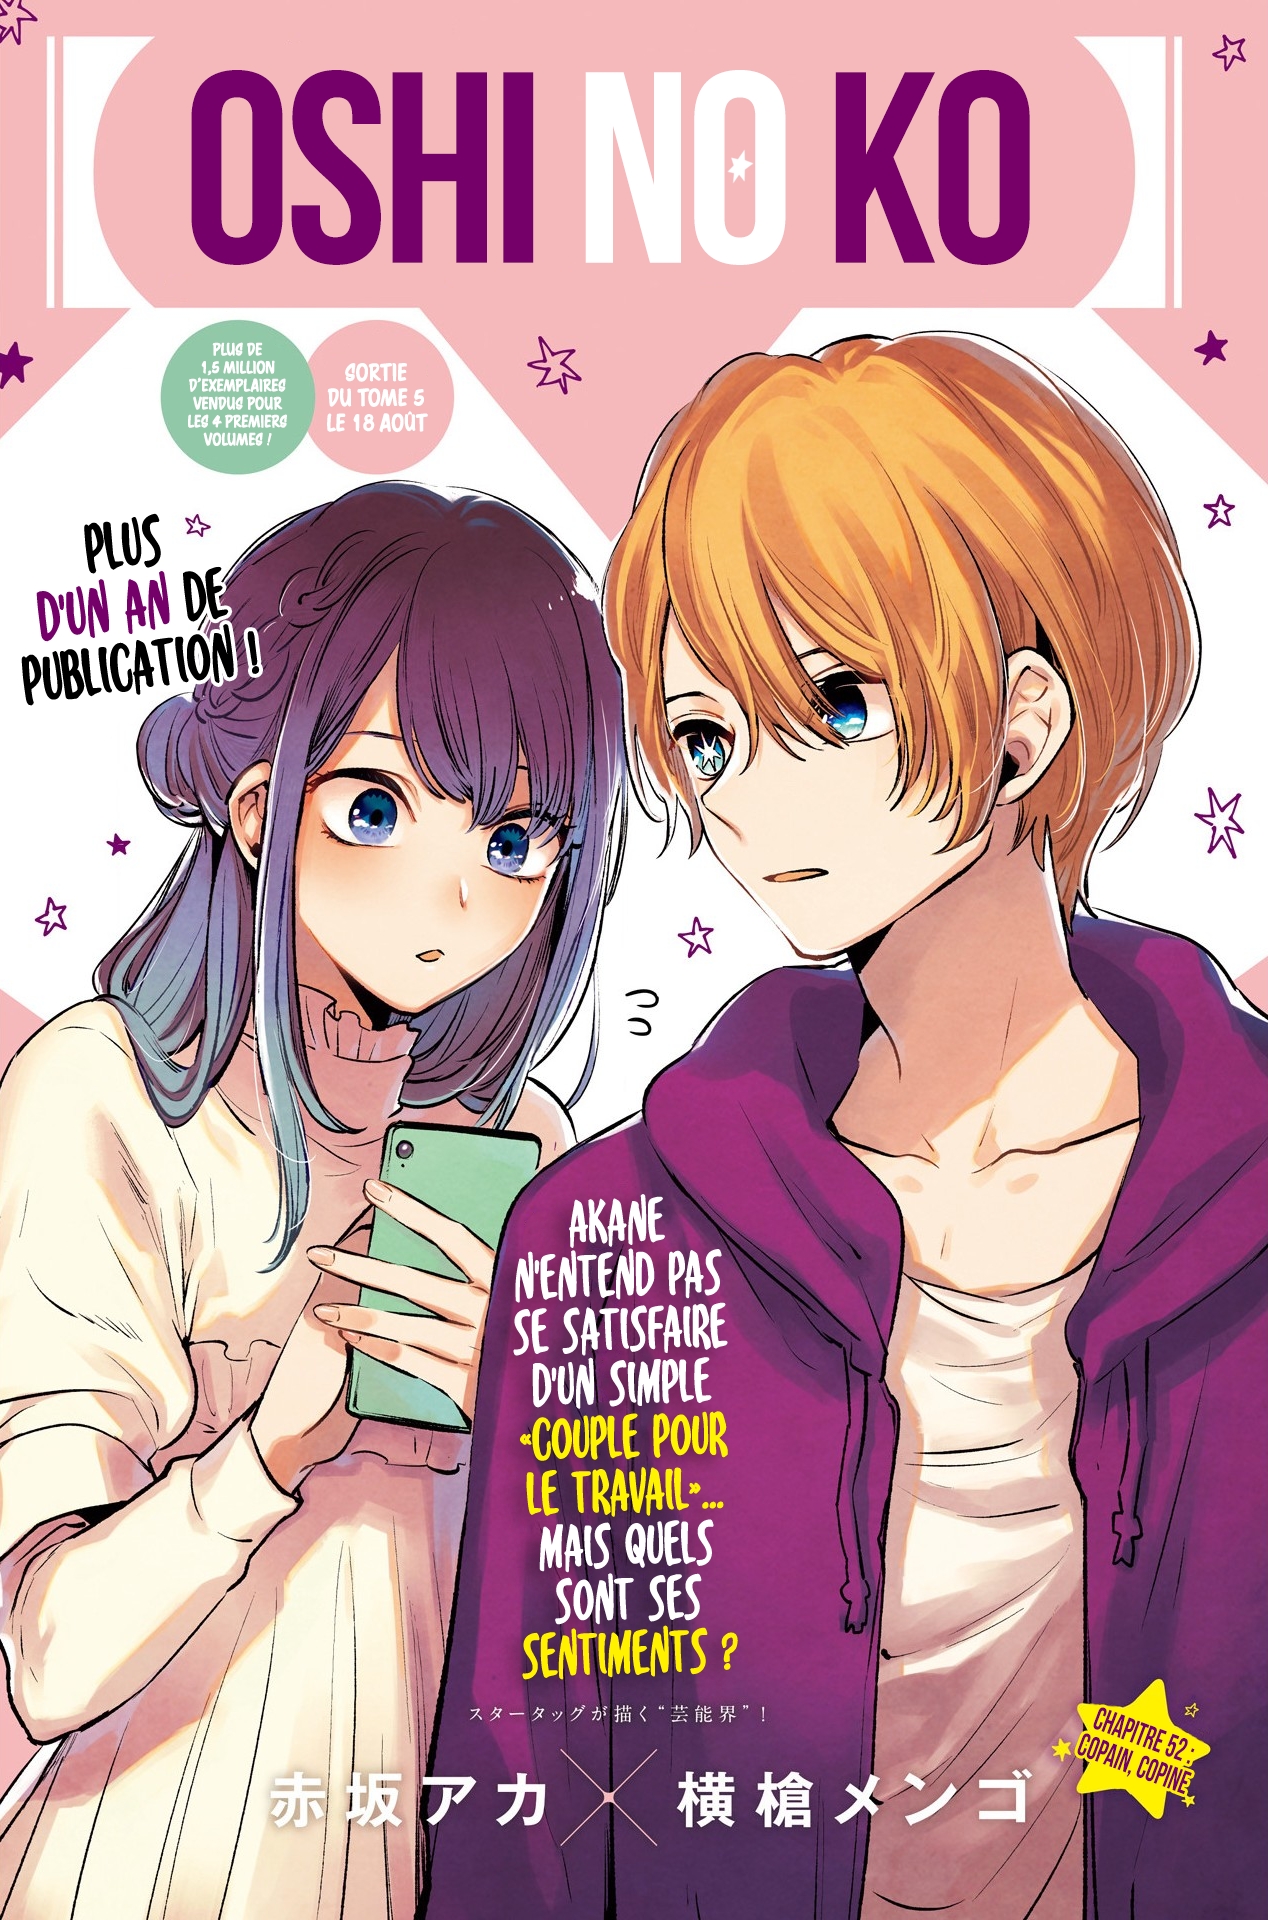 OSHI NO KO
PLUS DE
1,5 MILLION
D'EXEMPLAIRES
VENDUS POUR
LES 4 PREMIERS
VOLUMES !
SORTIE
DU TOME 5
LE 18 AOÛT
PLUS
D'UN AN DE
PUBLICATION !
AKANE
N'ENTEND PAS
SE SATISFAIRE
D'UN SIMPLE
«COUPLE POUR
LE TRAVAIL»...
MAIS QUELS
SONT SES
SENTIMENTS ?
スタータッグが描く“芸能界”！
赤坂アカ×横槍メンゴ
CHAPITRE 52 :
COPAIN, COPINE